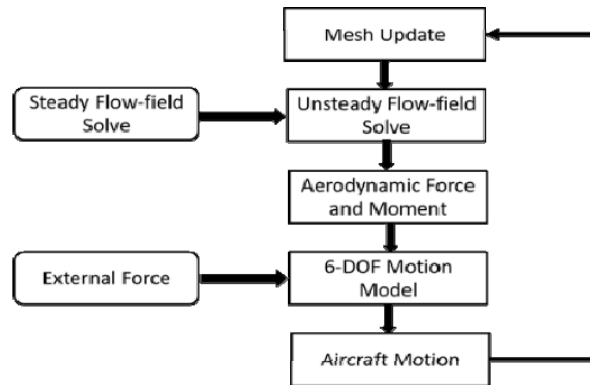 Mesh Update
Steady Flow-field
Solve
Unsteady Flow-field
Solve
Aerodynamic Force
and Moment
External Force
6-DOF Motion
Model
Aircraft Motion